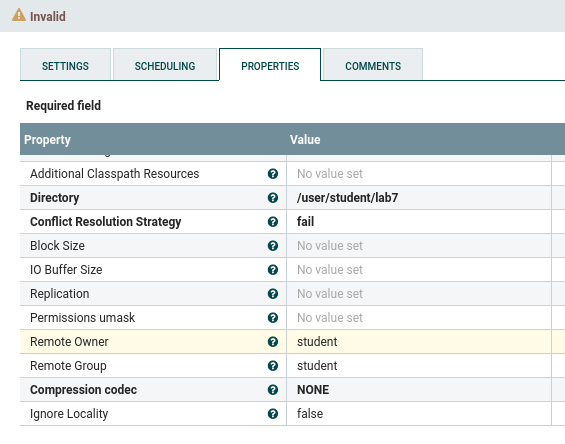 Invalid
SETTINGS SCHEDULING PROPERTIES COMMENTS
Required field
Property Value
Additional Classpath Resources No value set
Directory /user/student/lab7
Conflict Resolution Strategy fail
Block Size No value set
IO Buffer Size No value set
Replication No value set
Permissions umask No value set
Remote Owner student
Remote Group student
Compression codec NONE
Ignore Locality false